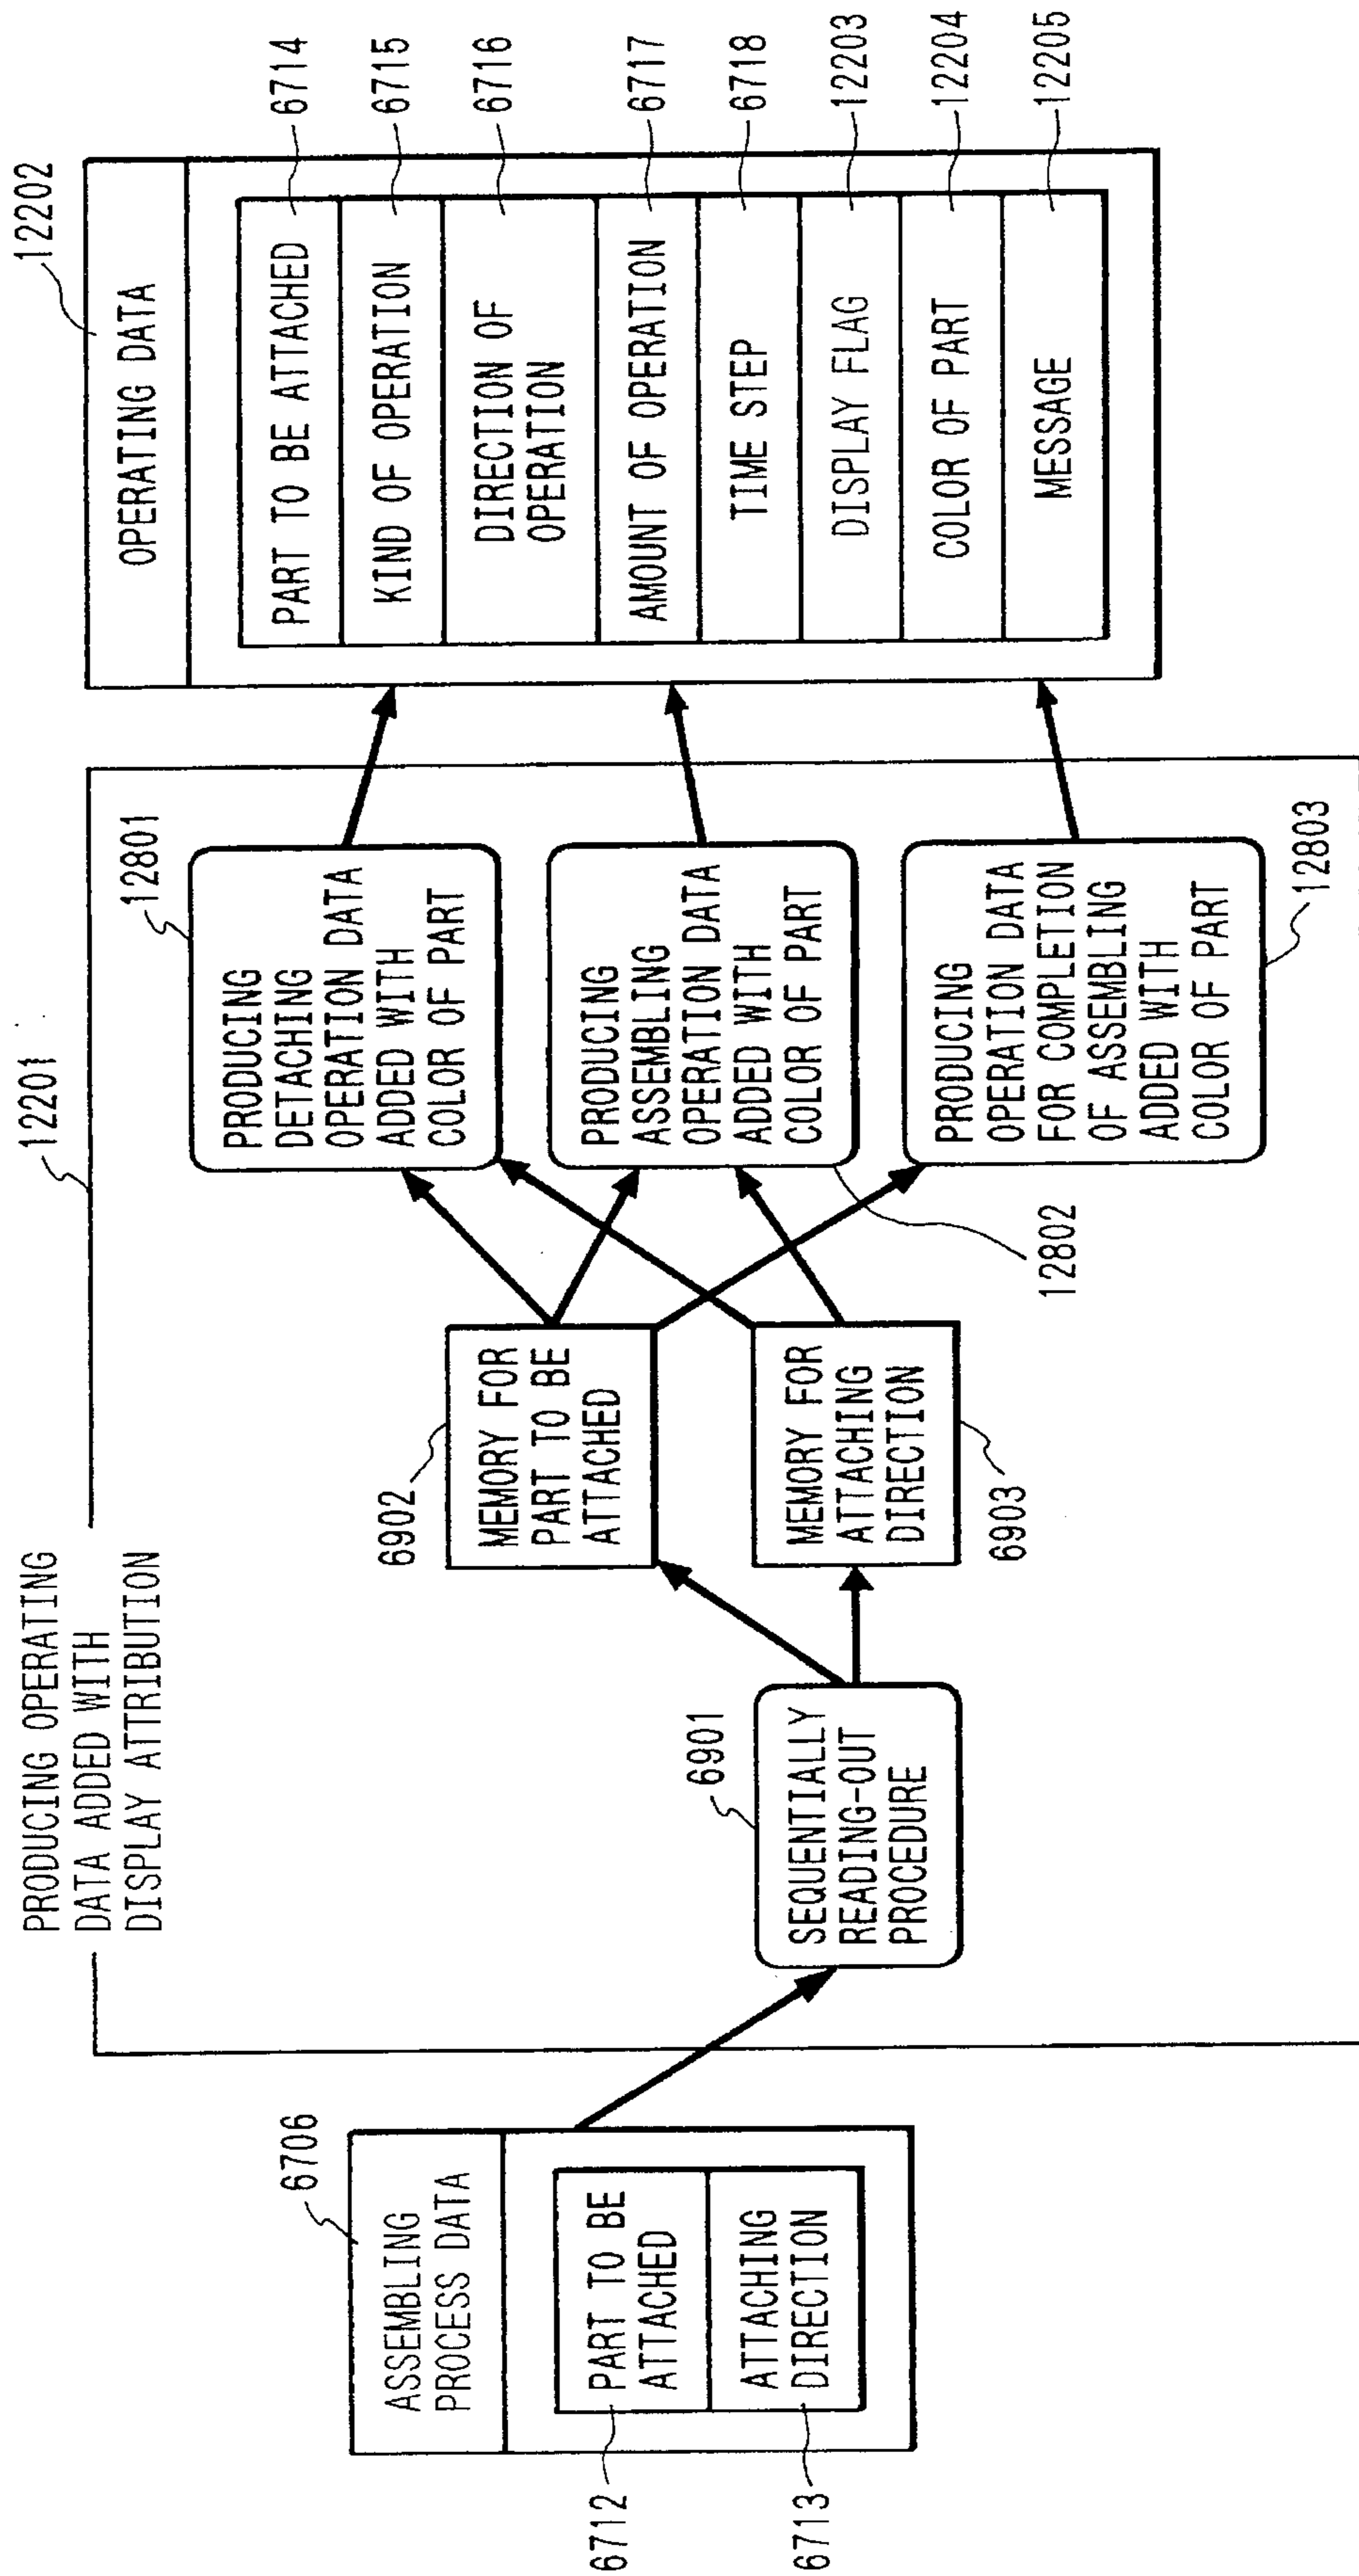 PRODUCING OPERATING
DATA ADDED WITH
DISPLAY ATTRIBUTION
12201
6706
ASSEMBLING
PROCESS DATA
PART TO BE
ATTACHED
ATTACHING
DIRECTION
6712
6713
6901
SEQUENTIALLY
READING-OUT
PROCEDURE
6902
MEMORY FOR
PART TO BE
ATTACHED
MEMORY FOR
ATTACHING
DIRECTION
6903
12801
PRODUCING
DETACHING
OPERATION DATA
ADDED WITH
COLOR OF PART
PRODUCING
ASSEMBLING
OPERATION DATA
ADDED WITH
COLOR OF PART
12802
PRODUCING
OPERATION DATA
FOR COMPLETION
OF ASSEMBLING
ADDED WITH
COLOR OF PART
12803
12202
OPERATING DATA
PART TO BE ATTACHED
6714
KIND OF OPERATION
6715
DIRECTION OF
OPERATION
6716
AMOUNT OF OPERATION
6717
TIME STEP
6718
DISPLAY FLAG
12203
COLOR OF PART
12204
MESSAGE
12205